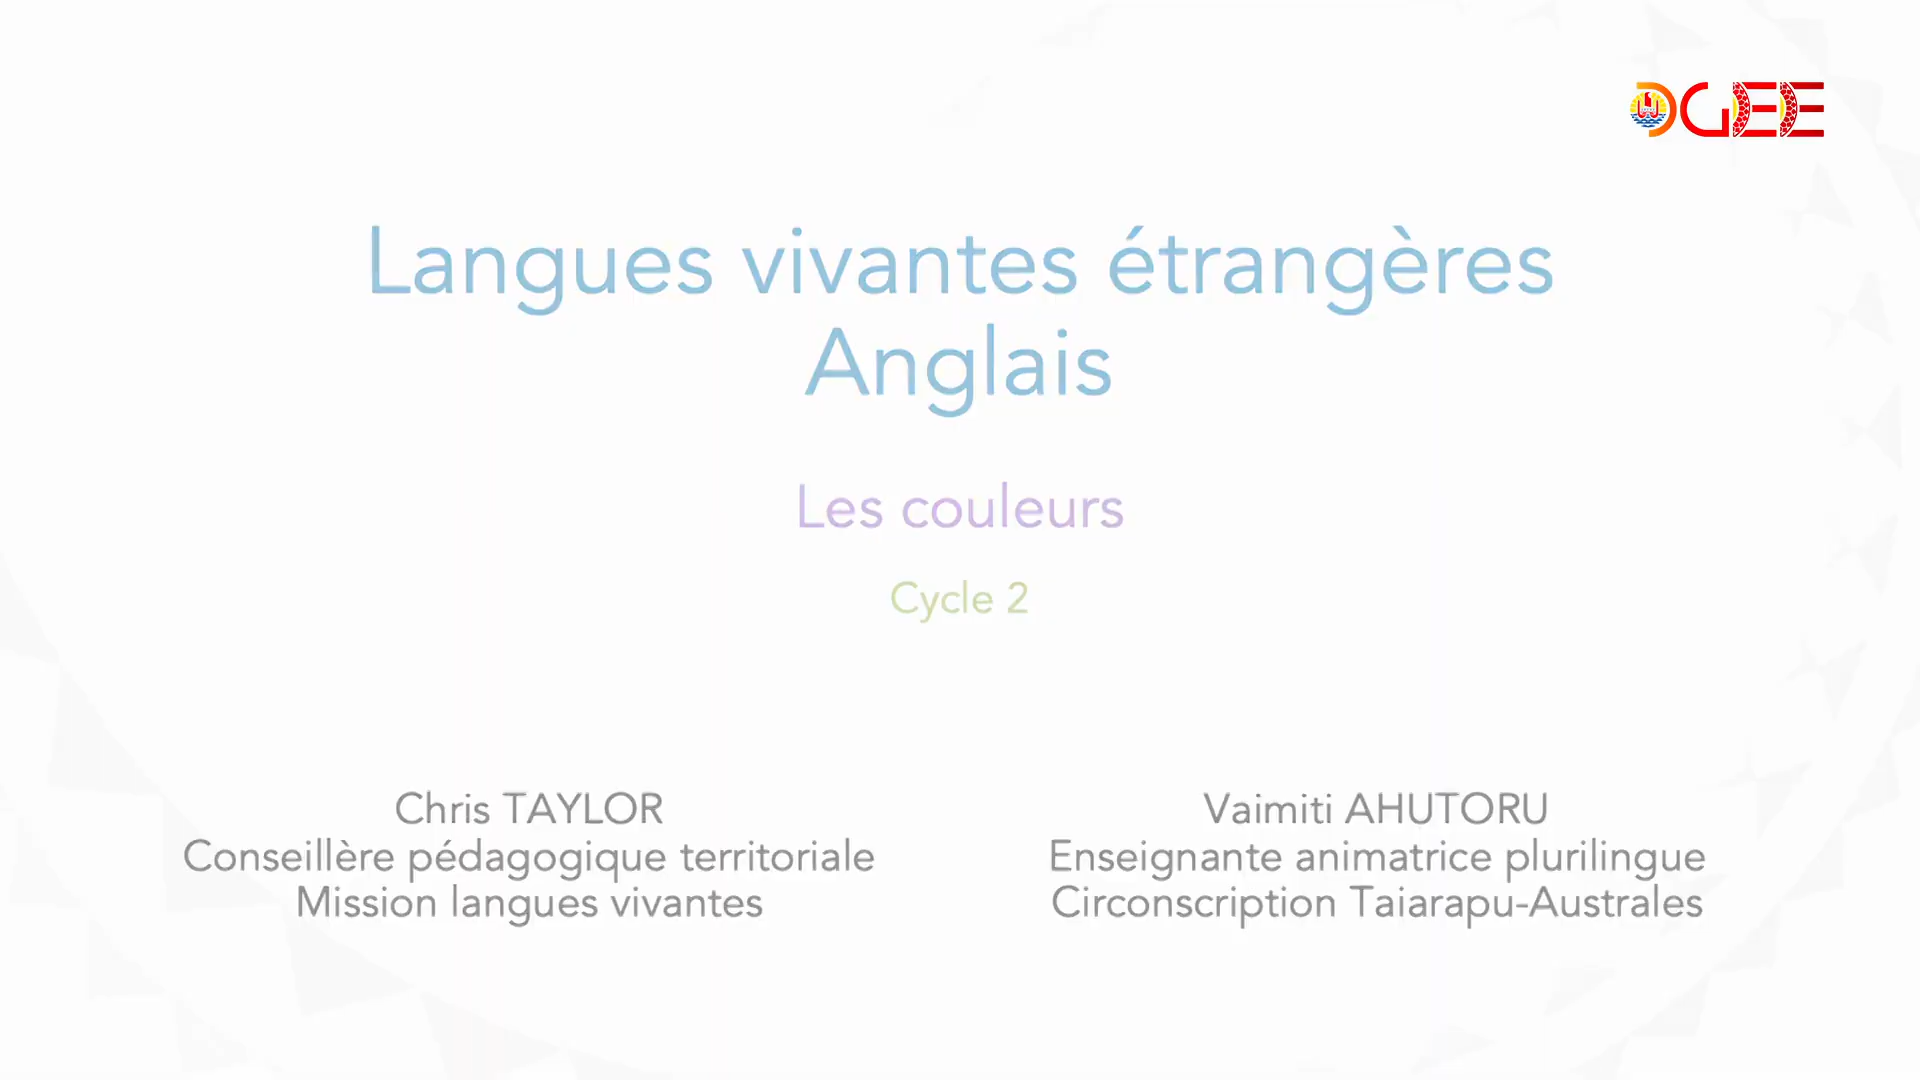 DGEE
Langues vivantes étrangères
Anglais
Les couleurs
Cycle 2
Chris TAYLOR
Conseillère pédagogique territoriale
Mission langues vivantes
Vaimiti AHUTORU
Enseignante animatrice plurilingue
Circonscription Taiarapu-Australes